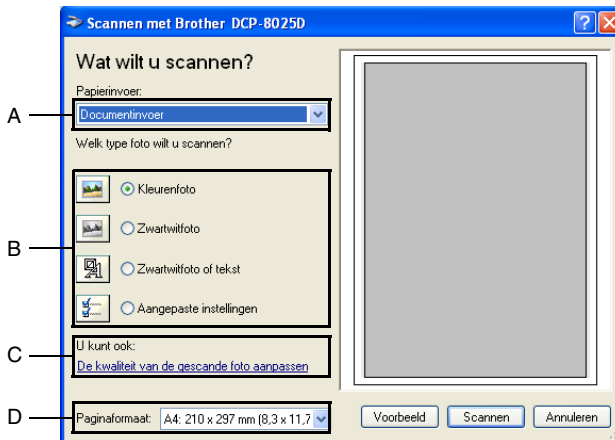 Scannen met Brother DCP-8025D
Wat wilt u scannen?
Papierinvoer:
A
Documentinvoer
Welk type foto wilt u scannen?
Kleurenfoto
Zwartwitfoto
B
Zwartwitfoto of tekst
Aangepaste instellingen
U kunt ook:
C
De kwaliteit van de gescande foto aanpassen
D
Paginaformaat: A4: 210 x 297 mm (8,3 x 11,7
Voorbeeld Scannen Annuleren